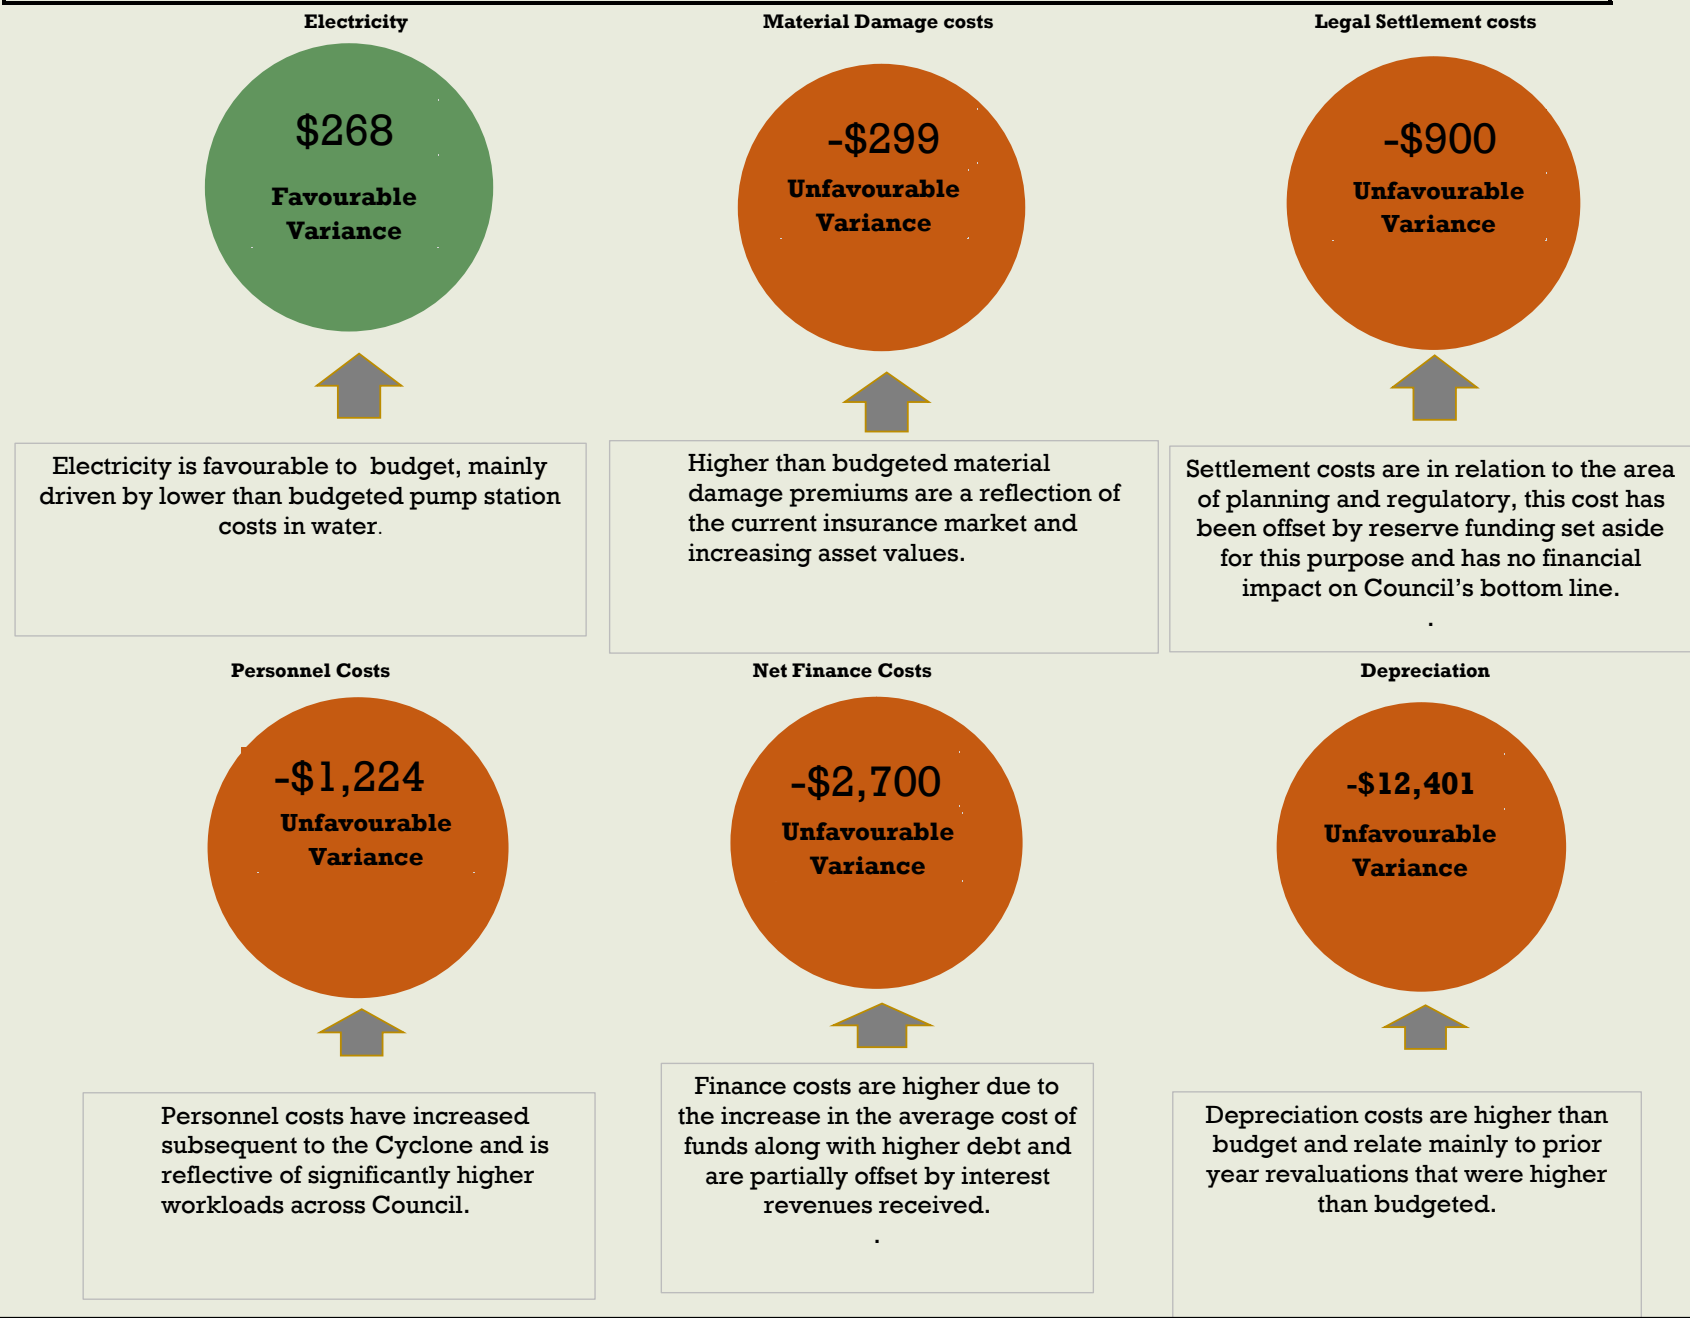 Electricity
$268
Favourable
Variance
Electricity is favourable to  budget, mainly
driven by lower than budgeted pump station
costs in water.
Material Damage costs
-$299
Unfavourable
Variance
Higher than budgeted material
damage premiums are a reflection of
the current insurance market and
increasing asset values.
Legal Settlement costs
-$900
Unfavourable
Variance
Settlement costs are in relation to the area
of planning and regulatory, this cost has
been offset by reserve funding set aside
for this purpose and has no financial
impact on Council’s bottom line.
.
Personnel Costs
-$1,224
Unfavourable
Variance
Personnel costs have increased
subsequent to the Cyclone and is
reflective of significantly higher
workloads across Council.
Net Finance Costs
-$2,700
Unfavourable
Variance
Finance costs are higher due to
the increase in the average cost of
funds along with higher debt and
are partially offset by interest
revenues received.
.
Depreciation
-$12,401
Unfavourable
Variance
Depreciation costs are higher than
budget and relate mainly to prior
year revaluations that were higher
than budgeted.